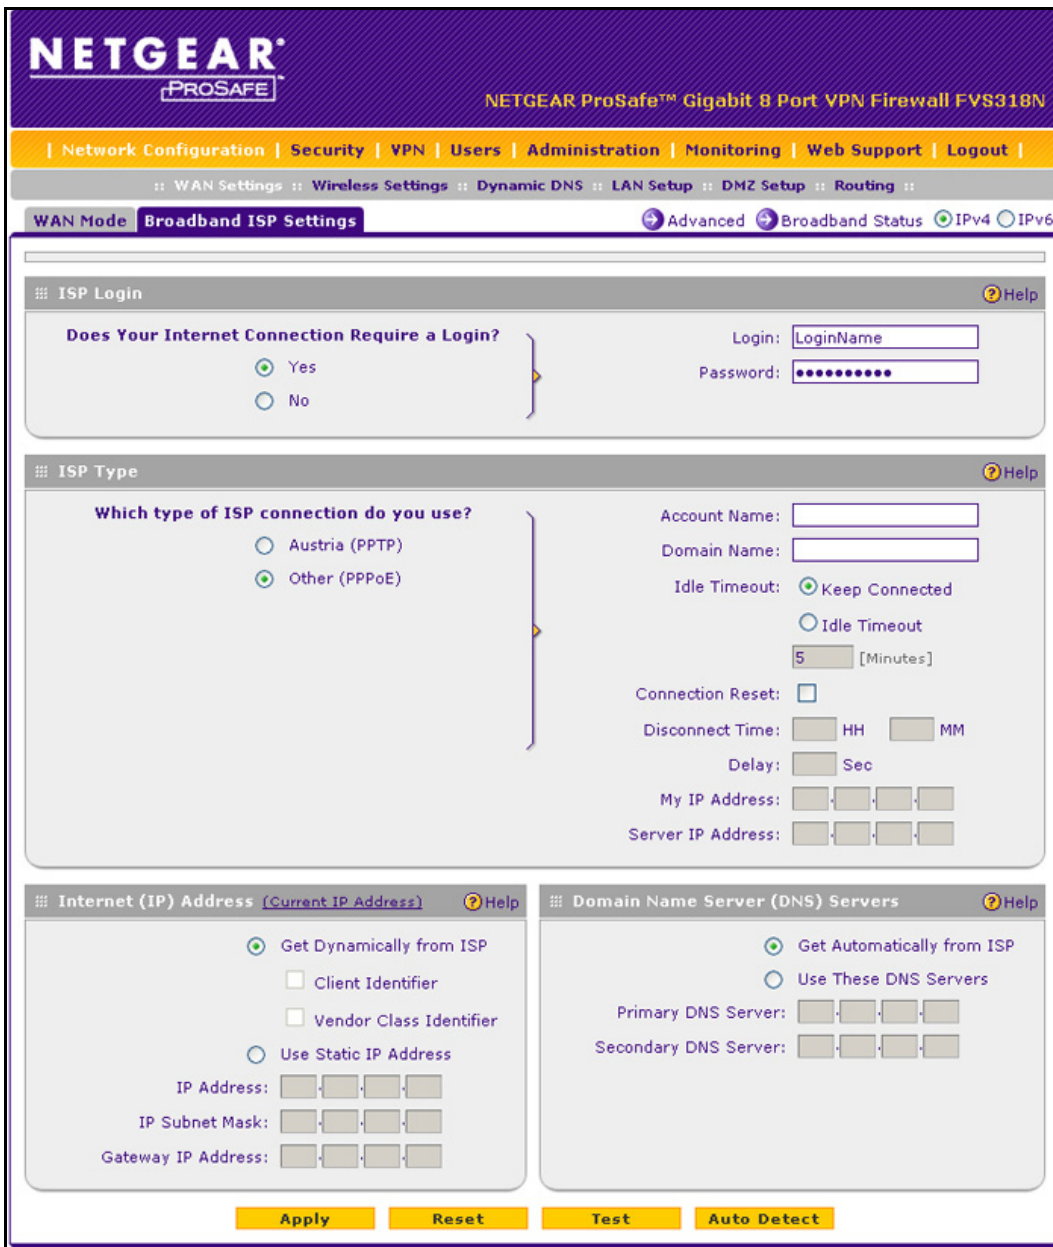 NETGEAR®
PROSAFE
NETGEAR ProSafe™ Gigabit 8 Port VPN Firewall FVS318N
| Network Configuration | Security | VPN | Users | Administration | Monitoring | Web Support | Logout |
:: WAN Settings :: Wireless Settings :: Dynamic DNS :: LAN Setup :: DMZ Setup :: Routing ::
WAN Mode Broadband ISP Settings Advanced Broadband Status IPv4 IPv6
ISP Login ? Help
Does Your Internet Connection Require a Login?
Yes
No
Login: LoginName
Password: ••••••••••
ISP Type ? Help
Which type of ISP connection do you use?
Austria (PPTP)
Other (PPPoE)
Account Name:
Domain Name:
Idle Timeout: Keep Connected
Idle Timeout
5 [Minutes]
Connection Reset:
Disconnect Time: HH MM
Delay: Sec
My IP Address: . . .
Server IP Address: . . .
Internet (IP) Address (Current IP Address) ? Help
Get Dynamically from ISP
Client Identifier
Vendor Class Identifier
Use Static IP Address
IP Address: . . .
IP Subnet Mask: . . .
Gateway IP Address: . . .
Domain Name Server (DNS) Servers ? Help
Get Automatically from ISP
Use These DNS Servers
Primary DNS Server: . . .
Secondary DNS Server: . . .
Apply Reset Test Auto Detect